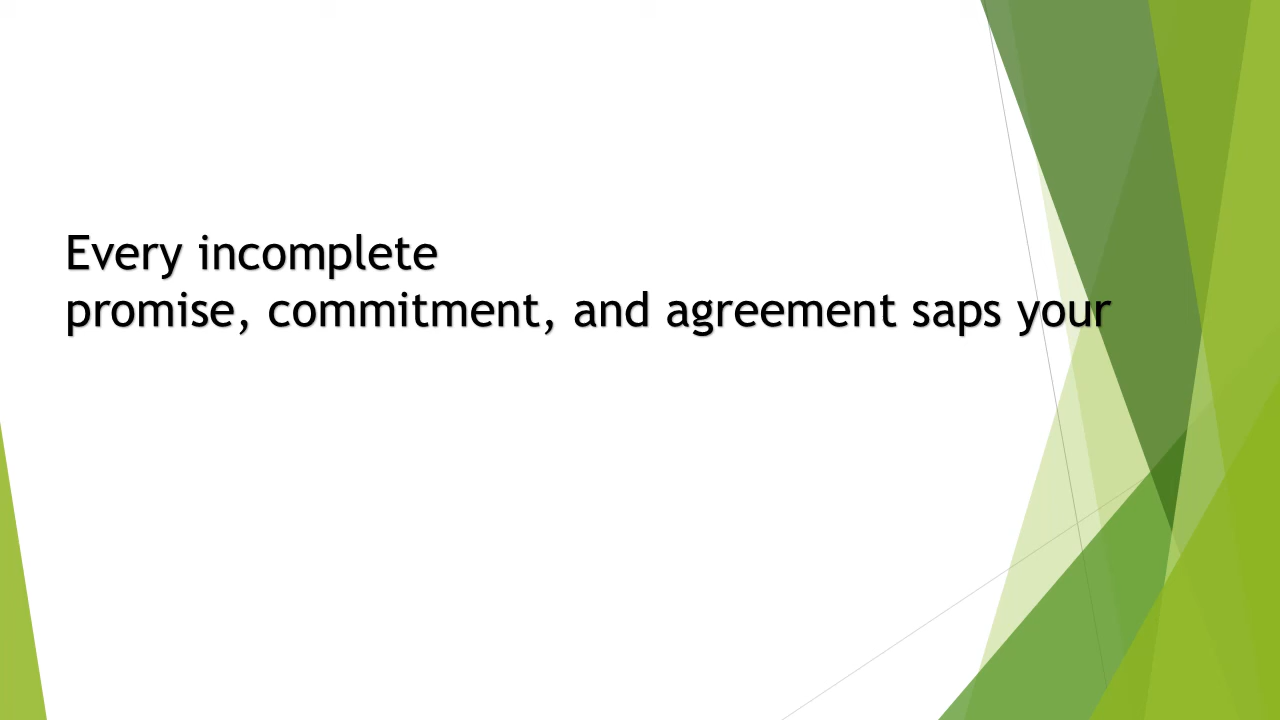 Every incomplete
promise, commitment, and agreement saps your